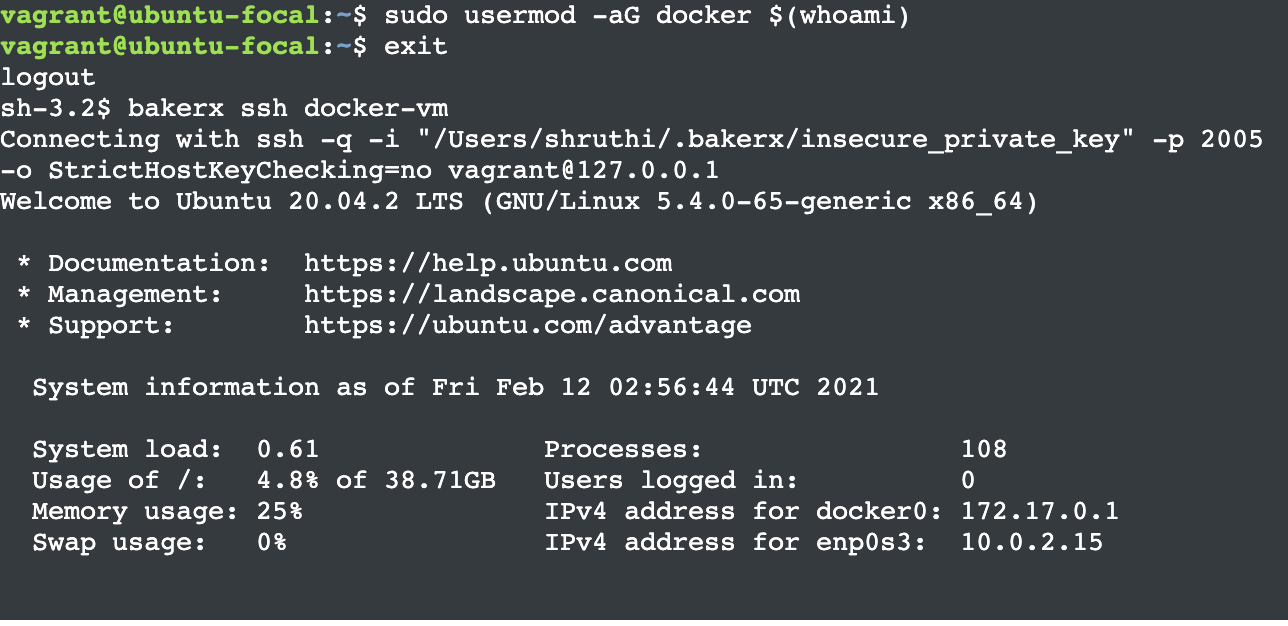 vagrant@ubuntu-focal:~$ sudo usermod -aG docker $(whoami)
vagrant@ubuntu-focal:~$ exit
logout
sh-3.2$ bakerx ssh docker-vm
Connecting with ssh -q -i "/Users/shruthi/.bakerx/insecure_private_key" -p 2005
-o StrictHostKeyChecking=no vagrant@127.0.0.1
Welcome to Ubuntu 20.04.2 LTS (GNU/Linux 5.4.0-65-generic x86_64)

 * Documentation:  https://help.ubuntu.com
 * Management:     https://landscape.canonical.com
 * Support:        https://ubuntu.com/advantage

  System information as of Fri Feb 12 02:56:44 UTC 2021

  System load:  0.61              Processes:                108
  Usage of /:   4.8% of 38.71GB   Users logged in:          0
  Memory usage: 25%               IPv4 address for docker0: 172.17.0.1
  Swap usage:   0%                IPv4 address for enp0s3:  10.0.2.15